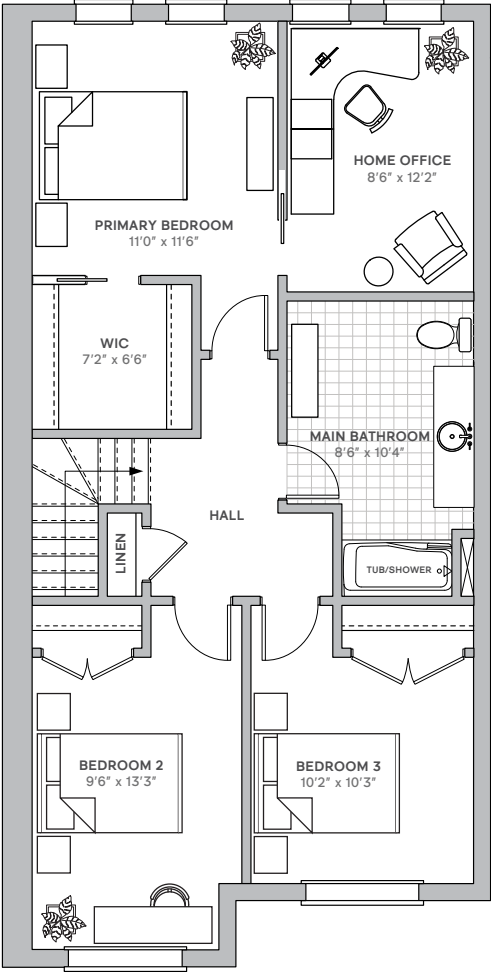 HOME OFFICE
8'6" x 12'2"
PRIMARY BEDROOM
11'0" x 11'6"
WIC
7'2" x 6'6"
MAIN BATHROOM
8'6" x 10'4"
HALL
LINEN
TUB/SHOWER
BEDROOM 2
9'6" x 13'3"
BEDROOM 3
10'2" x 10'3"